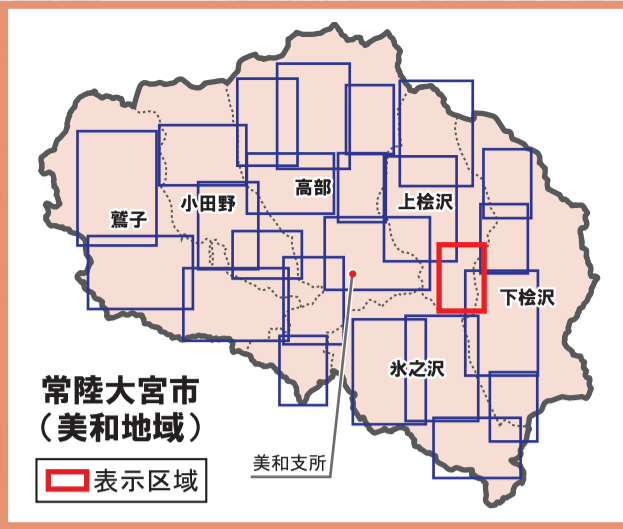 高部
上桧沢
小田野
鷲子
下桧沢
氷之沢
常陸大宮市
（美和地域）
美和支所
表示区域